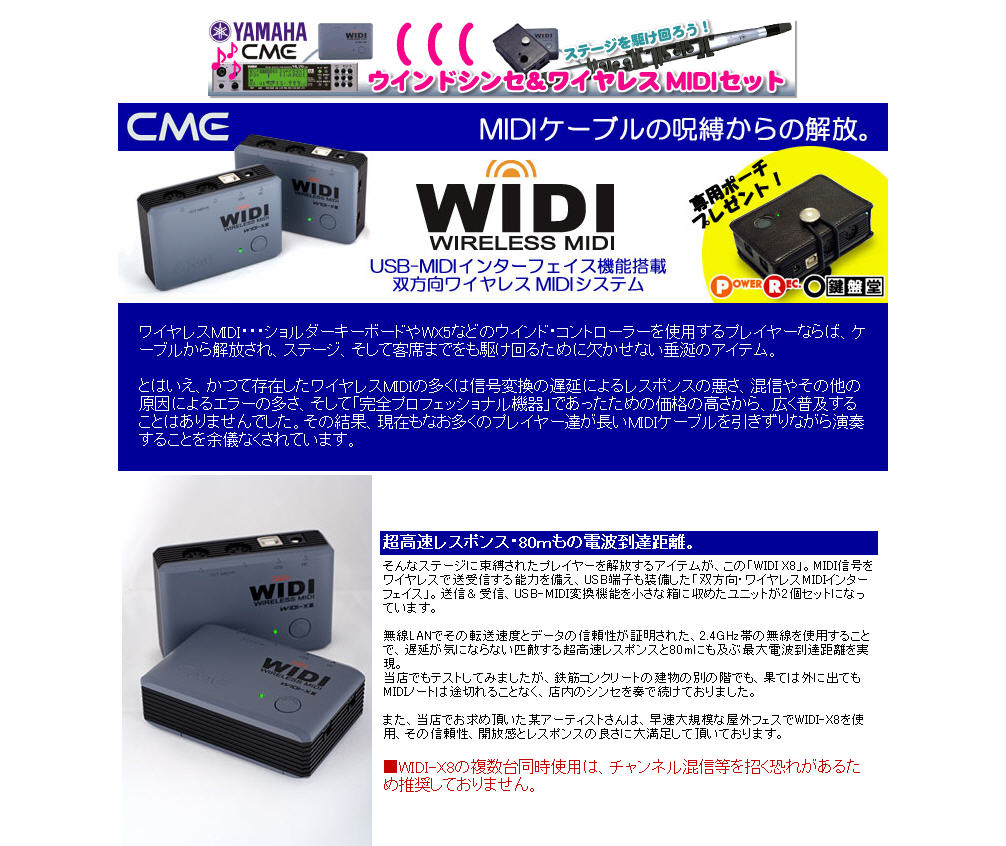 YAMAHA
CME
WIDI
ステージを駆け回ろう!
ウインドシンセ&ワイヤレス MIDIセット
CME
MIDIケーブルの呪縛からの解放。
WIDI
WIDI-X8
WIDI
WIDI-X8
WIDI
WIRELESS MIDI
USB-MIDIインターフェイス機能搭載
双方向ワイヤレス MIDIシステム
専用ポーチ
プレゼント!
POWER REC. 鍵盤堂
ワイヤレスMIDI・・・ショルダーキーボードやWX5などのウインド・コントローラーを使用するプレイヤーならば、ケ
ーブルから解放され、ステージ、そして客席までをも駆け回るために欠かせない垂涎のアイテム。
とはいえ、かつて存在したワイヤレスMIDIの多くは信号変換の遅延によるレスポンスの悪さ、混信やその他の
原因によるエラーの多さ、そして「完全プロフェッショナル機器」であったための価格の高さから、広く普及する
ことはありませんでした。その結果、現在もなお多くのプレイヤー達が長いMIDIケーブルを引きずりながら演奏
することを余儀なくされています。
WIDI
WIRELESS MIDI
WIDI-X8
WIDI
WIRELESS MIDI
WIDI-X8
超高速レスポンス・80mもの電波到達距離。
そんなステージに束縛されたプレイヤーを解放するアイテムが、この「WIDI X8」。MIDI信号を
ワイヤレスで送受信する能力を備え、USB端子も装備した「双方向・ワイヤレスMIDIインター
フェイス」。送信＆受信、USB-MIDI変換機能を小さな箱に収めたユニットが2個セットになっ
ています。
無線LANでその転送速度とデータの信頼性が証明された、2.4GHz帯の無線を使用すること
で、遅延が気にならない匹敵する超高速レスポンスと80mlにも及ぶ最大電波到達距離を実
現。
当店でもテストしてみましたが、鉄筋コンクリートの建物の別の階でも、果ては外に出ても
MIDIノートは途切れることなく、店内のシンセを奏で続けておりました。
また、当店でお求め頂いた某アーティストさんは、早速大規模な屋外フェスでWIDI-X8を使
用、その信頼性、開放感とレスポンスの良さに大満足して頂いております。
■WIDI-X8の複数台同時使用は、チャンネル混信等を招く恐れがあるた
め推奨しておりません。